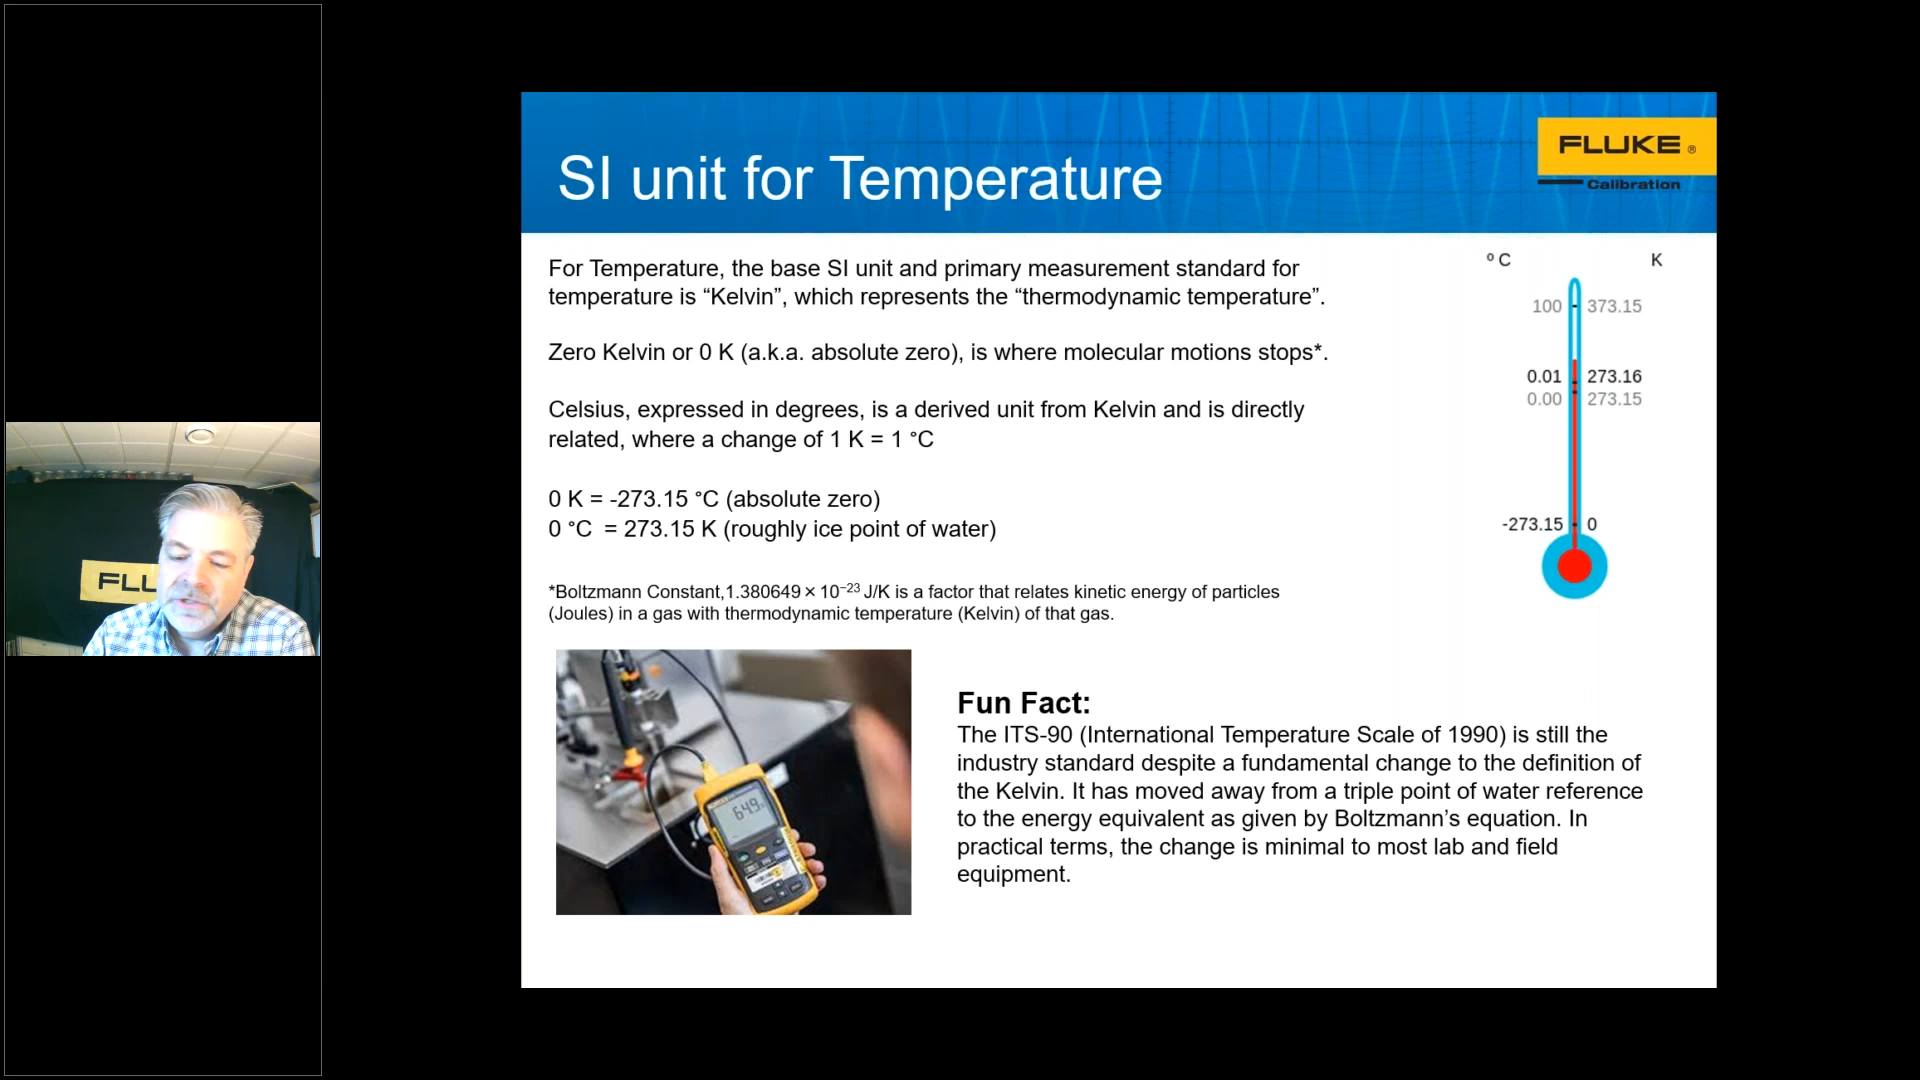 SI unit for Temperature
FLUKE ®
Calibration
For Temperature, the base SI unit and primary measurement standard for
temperature is “Kelvin”, which represents the “thermodynamic temperature”.
Zero Kelvin or 0 K (a.k.a. absolute zero), is where molecular motions stops*.
Celsius, expressed in degrees, is a derived unit from Kelvin and is directly
related, where a change of 1 K = 1 °C
0 K = -273.15 °C (absolute zero)
0 °C = 273.15 K (roughly ice point of water)
*Boltzmann Constant,1.380649 × 10⁻²³ J/K is a factor that relates kinetic energy of particles
(Joules) in a gas with thermodynamic temperature (Kelvin) of that gas.
º C K
100 373.15
0.01 273.16
0.00 273.15
-273.15 0
FLU
649
Fun Fact:
The ITS-90 (International Temperature Scale of 1990) is still the
industry standard despite a fundamental change to the definition of
the Kelvin. It has moved away from a triple point of water reference
to the energy equivalent as given by Boltzmann’s equation. In
practical terms, the change is minimal to most lab and field
equipment.